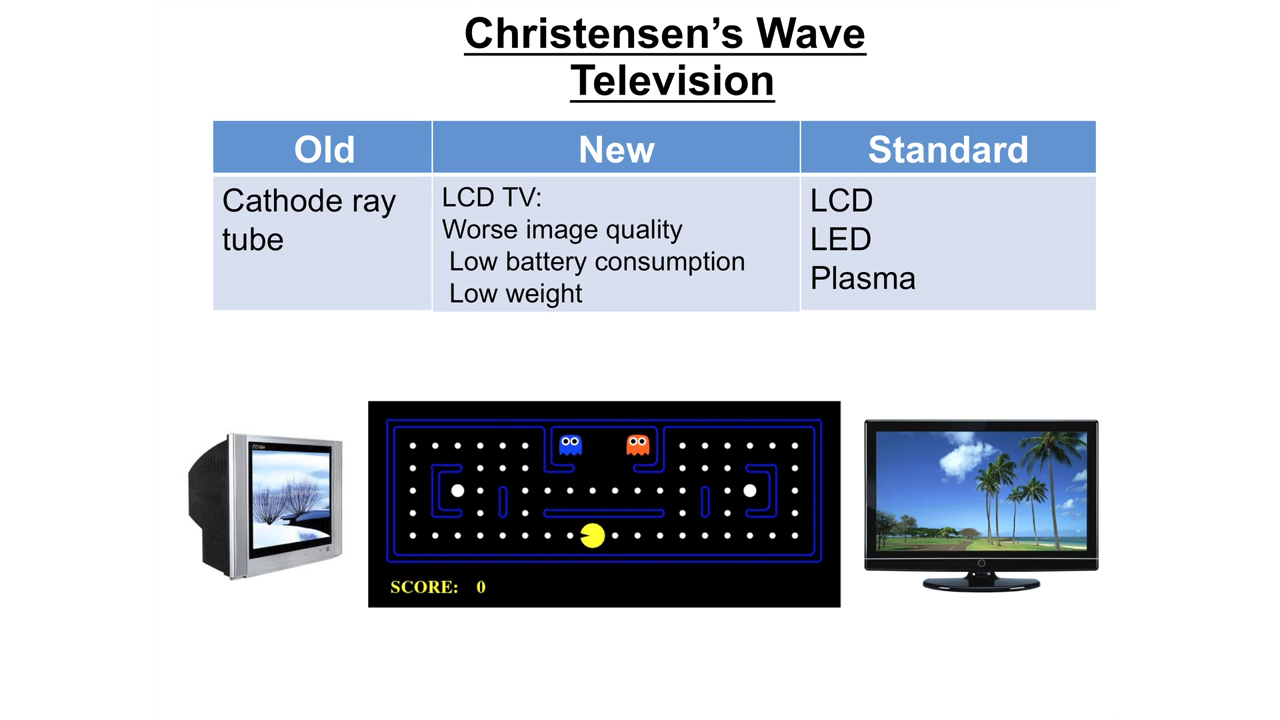 Christensen’s Wave
Television
Old
New
Standard
Cathode ray
tube
LCD TV:
Worse image quality
Low battery consumption
Low weight
LCD
LED
Plasma
SCORE: 0